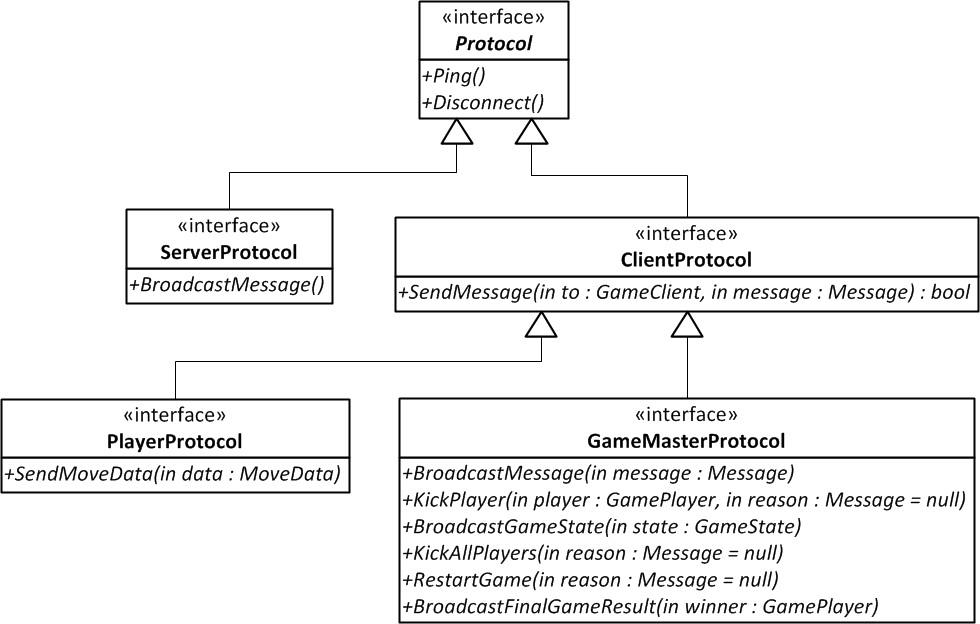 «interface»
Protocol
+Ping()
+Disconnect()
«interface»
ServerProtocol
+BroadcastMessage()
«interface»
ClientProtocol
+SendMessage(in to : GameClient, in message : Message) : bool
«interface»
PlayerProtocol
+SendMoveData(in data : MoveData)
«interface»
GameMasterProtocol
+BroadcastMessage(in message : Message)
+KickPlayer(in player : GamePlayer, in reason : Message = null)
+BroadcastGameState(in state : GameState)
+KickAllPlayers(in reason : Message = null)
+RestartGame(in reason : Message = null)
+BroadcastFinalGameResult(in winner : GamePlayer)